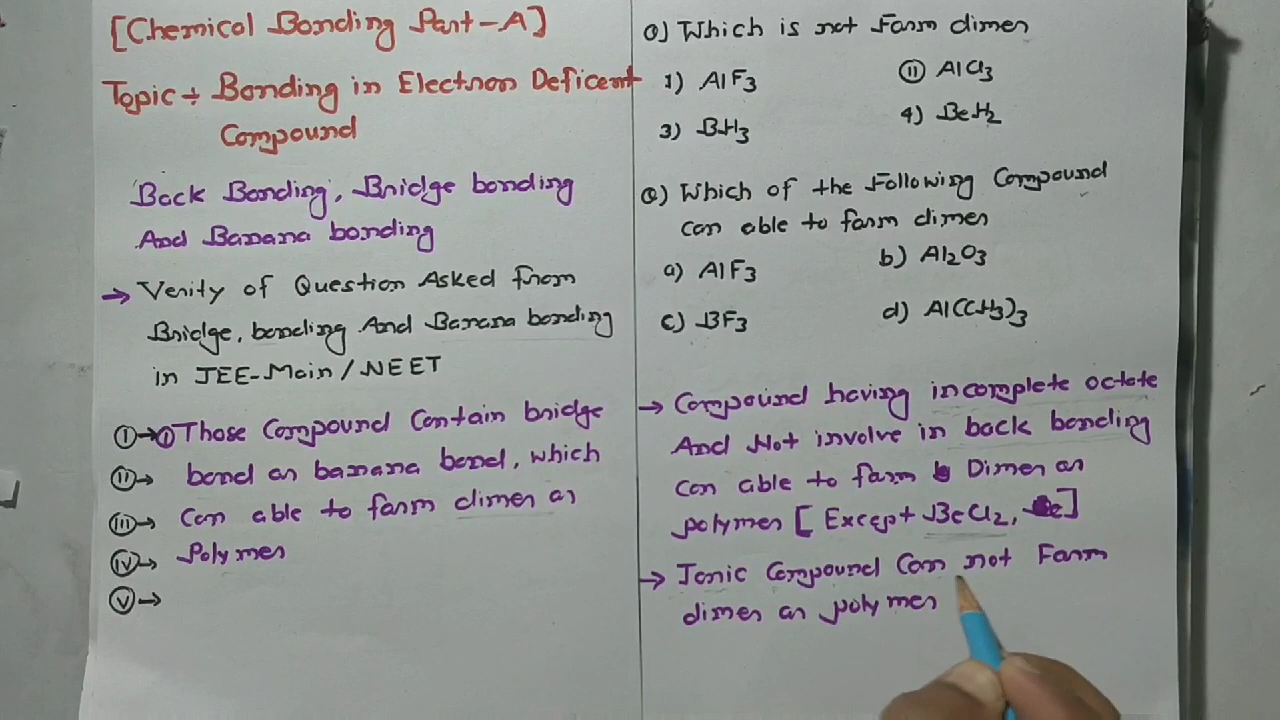 [Chemical Bonding Part-A]
Topic ÷ Bonding in Electron Deficent
Compound
Back Bonding, Bridge bonding
And Banana bonding
→ Verity of Question Asked from
Bridge, bonding And Banana bonding
in JEE-Main/NEET
(I)→(1) Those Compound Contain bridge
(II)→ bond or banana bond, which
(III)→ Can able to form dimer or
(IV)→ Polymer
(V)→
Q) Which is not Form dimer
1) AlF3 (II) AlCl3
3) BH3 4) BeH2
Q) Which of the Following Compound
can able to form dimer
a) AlF3 b) Al2O3
c) BF3 d) Al(CH3)3
→ Compound having incomplete octate
And Not involve in back bonding
Can able to form Dimer or
polymer [Except BeCl2, ]
→ Ionic Compound Can not Form
dimer or polymer